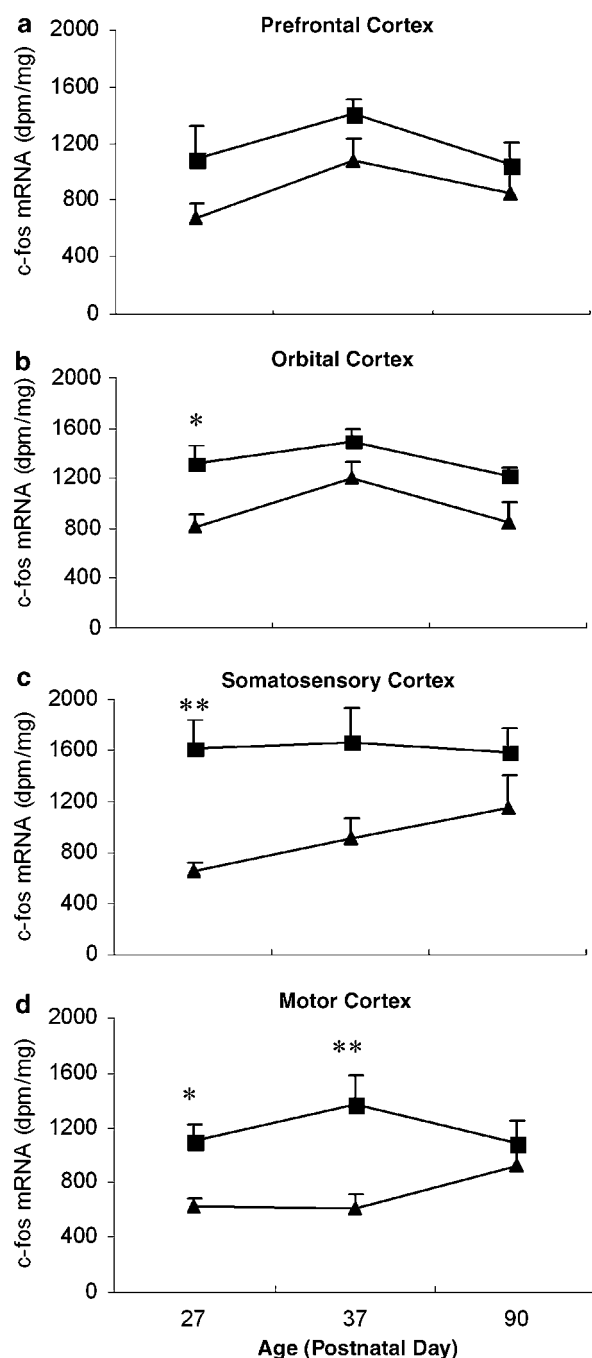 a
Prefrontal Cortex
c-fos mRNA (dpm/mg)
2000
1600
1200
800
400
0
b
Orbital Cortex
c-fos mRNA (dpm/mg)
2000
1600
1200
800
400
0
*
c
Somatosensory Cortex
c-fos mRNA (dpm/mg)
2000
1600
1200
800
400
0
**
d
Motor Cortex
c-fos mRNA (dpm/mg)
2000
1600
1200
800
400
0
*
**
27 37 90
Age (Postnatal Day)